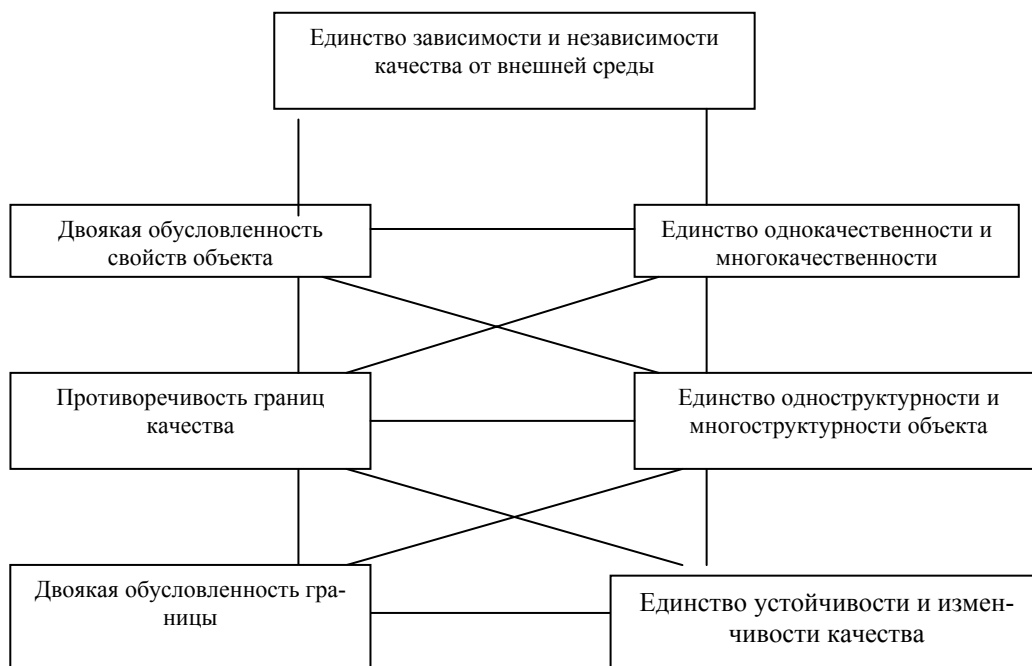 Единство зависимости и независимости
качества от внешней среды
Двоякая обусловленность
свойств объекта
Единство однокачественности и
многокачественности
Противоречивость границ
качества
Единство одноструктурности и
многоструктурности объекта
Двоякая обусловленность гра-
ницы
Единство устойчивости и измен-
чивости качества